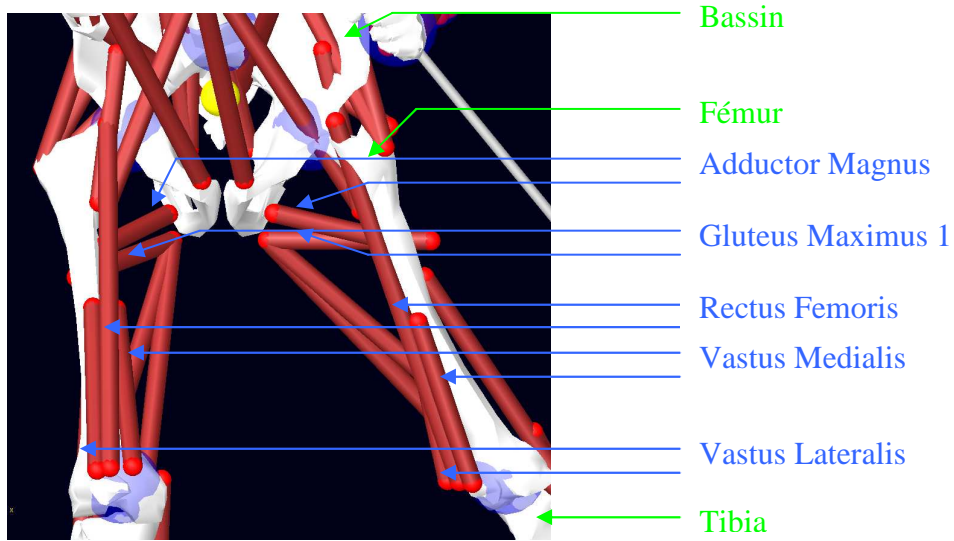 Bassin
Fémur
Adductor Magnus
Gluteus Maximus 1
Rectus Femoris
Vastus Medialis
Vastus Lateralis
Tibia